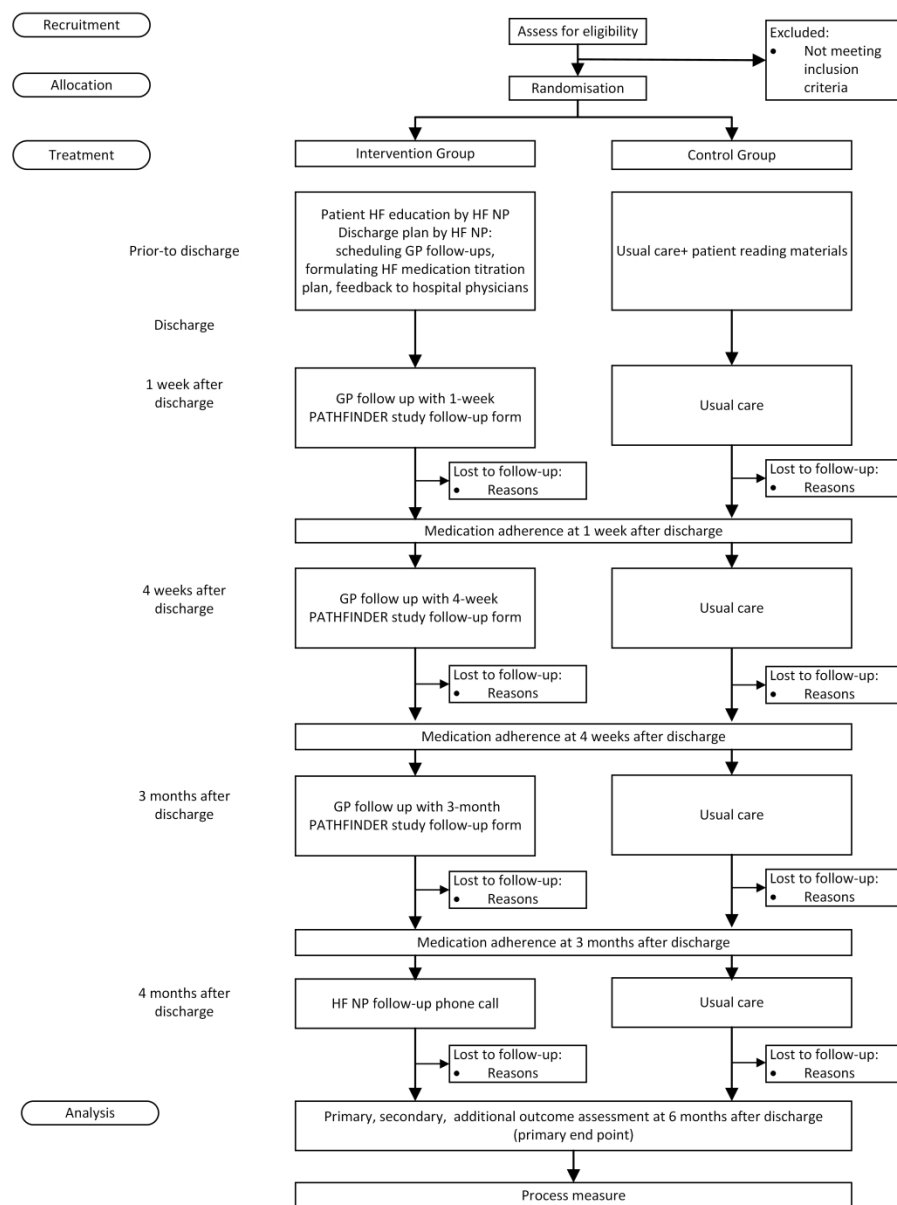 Recruitment
Assess for eligibility
Excluded:
• Not meeting
inclusion
criteria
Allocation
Randomisation
Treatment
Intervention Group
Control Group
Prior-to discharge
Patient HF education by HF NP
Discharge plan by HF NP:
scheduling GP follow-ups,
formulating HF medication titration
plan, feedback to hospital physicians
Usual care+ patient reading materials
Discharge
1 week after
discharge
GP follow up with 1-week
PATHFINDER study follow-up form
Usual care
Lost to follow-up:
• Reasons
Lost to follow-up:
• Reasons
Medication adherence at 1 week after discharge
4 weeks after
discharge
GP follow up with 4-week
PATHFINDER study follow-up form
Usual care
Lost to follow-up:
• Reasons
Lost to follow-up:
• Reasons
Medication adherence at 4 weeks after discharge
3 months after
discharge
GP follow up with 3-month
PATHFINDER study follow-up form
Usual care
Lost to follow-up:
• Reasons
Lost to follow-up:
• Reasons
Medication adherence at 3 months after discharge
4 months after
discharge
HF NP follow-up phone call
Usual care
Lost to follow-up:
• Reasons
Lost to follow-up:
• Reasons
Analysis
Primary, secondary, additional outcome assessment at 6 months after discharge
(primary end point)
Process measure